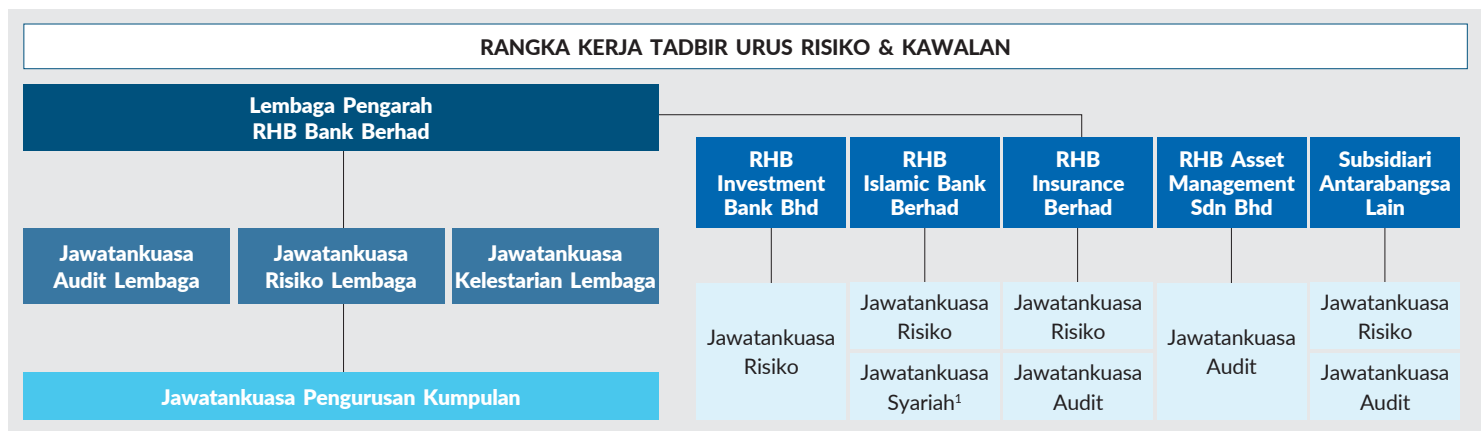 RANGKA KERJA TADBIR URUS RISIKO & KAWALAN
Lembaga Pengarah
RHB Bank Berhad
Jawatankuasa
Audit Lembaga
Jawatankuasa
Risiko Lembaga
Jawatankuasa
Kelestarian Lembaga
Jawatankuasa Pengurusan Kumpulan
RHB
Investment
Bank Bhd
RHB
Islamic Bank
Berhad
RHB
Insurance
Berhad
RHB Asset
Management
Sdn Bhd
Subsidiari
Antarabangsa
Lain
Jawatankuasa
Risiko
Jawatankuasa
Risiko
Jawatankuasa
Syariah¹
Jawatankuasa
Risiko
Jawatankuasa
Audit
Jawatankuasa
Audit
Jawatankuasa
Risiko
Jawatankuasa
Audit